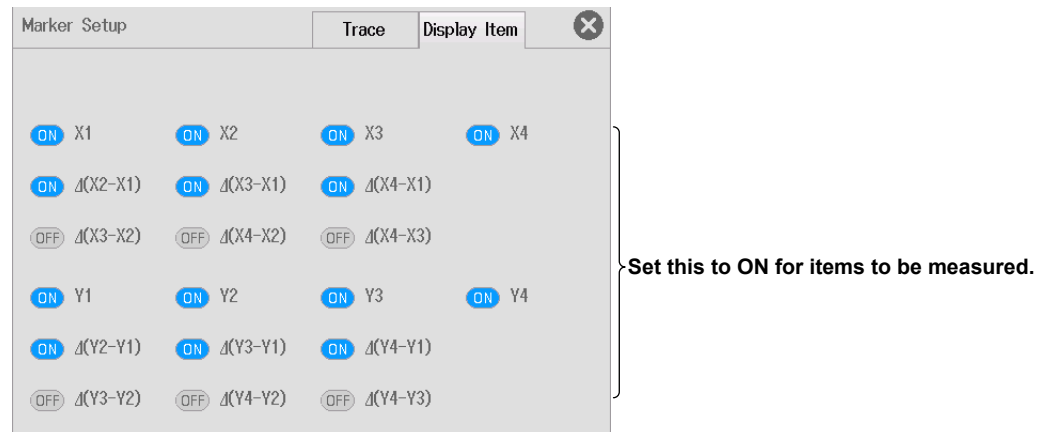 Marker Setup Trace Display Item
ON X1 ON X2 ON X3 ON X4
ON Δ(X2-X1) ON Δ(X3-X1) ON Δ(X4-X1)
OFF Δ(X3-X2) OFF Δ(X4-X2) OFF Δ(X4-X3)
Set this to ON for items to be measured.
ON Y1 ON Y2 ON Y3 ON Y4
ON Δ(Y2-Y1) ON Δ(Y3-Y1) ON Δ(Y4-Y1)
OFF Δ(Y3-Y2) OFF Δ(Y4-Y2) OFF Δ(Y4-Y3)